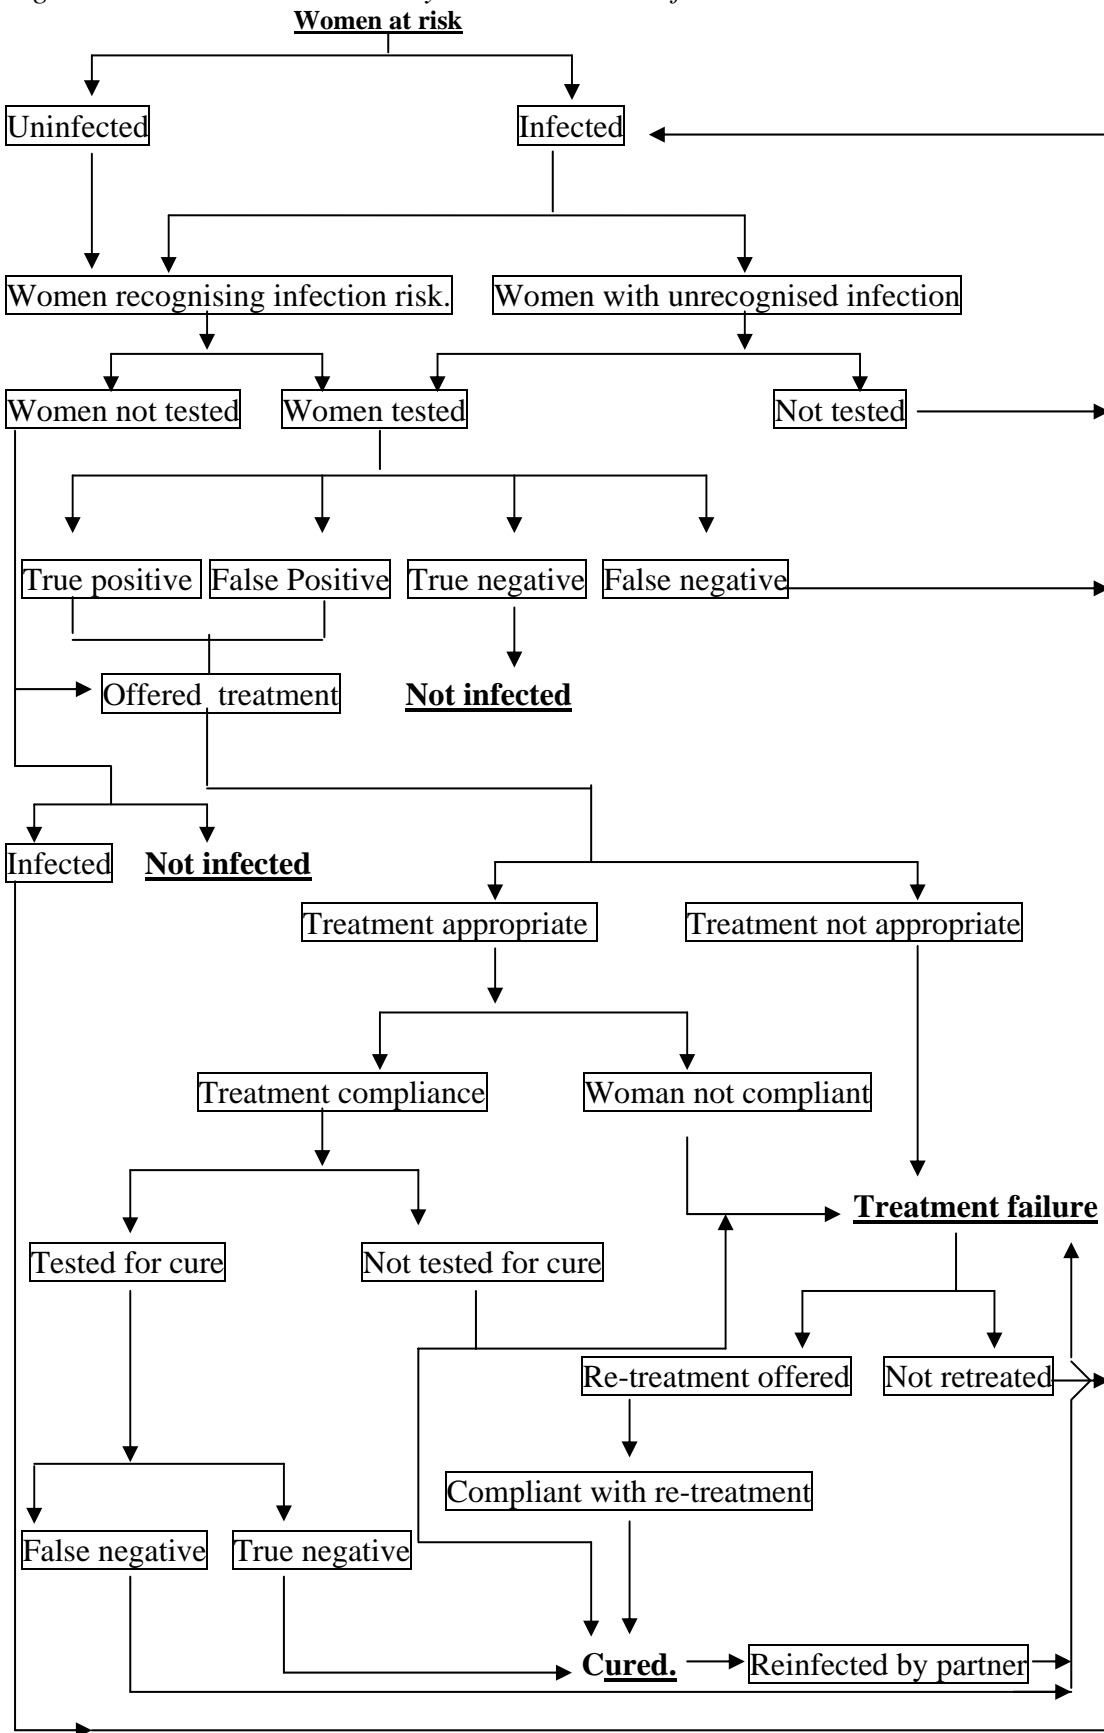 Women at risk
Uninfected
Infected
Women recognising infection risk.
Women with unrecognised infection
Women not tested
Women tested
Not tested
True positive
False Positive
True negative
False negative
Offered treatment
Not infected
Infected
Not infected
Treatment appropriate
Treatment not appropriate
Treatment compliance
Woman not compliant
Treatment failure
Tested for cure
Not tested for cure
Re-treatment offered
Not retreated
Compliant with re-treatment
False negative
True negative
Cured.
Reinfected by partner